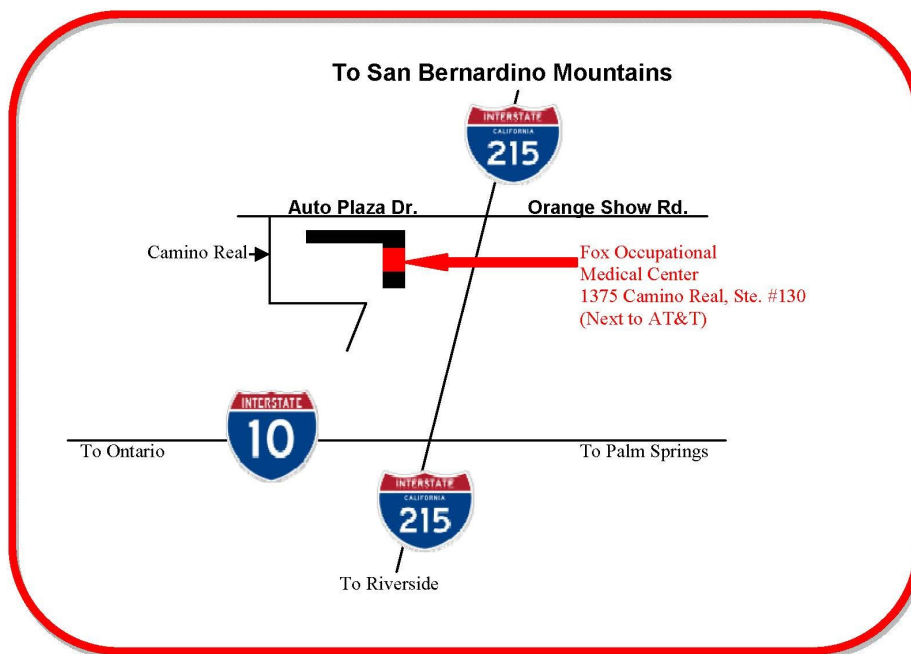 To San Bernardino Mountains
INTERSTATE
CALIFORNIA
215
Auto Plaza Dr.
Orange Show Rd.
Camino Real
Fox Occupational
Medical Center
1375 Camino Real, Ste. #130
(Next to AT&T)
INTERSTATE
10
To Ontario
To Palm Springs
INTERSTATE
CALIFORNIA
215
To Riverside